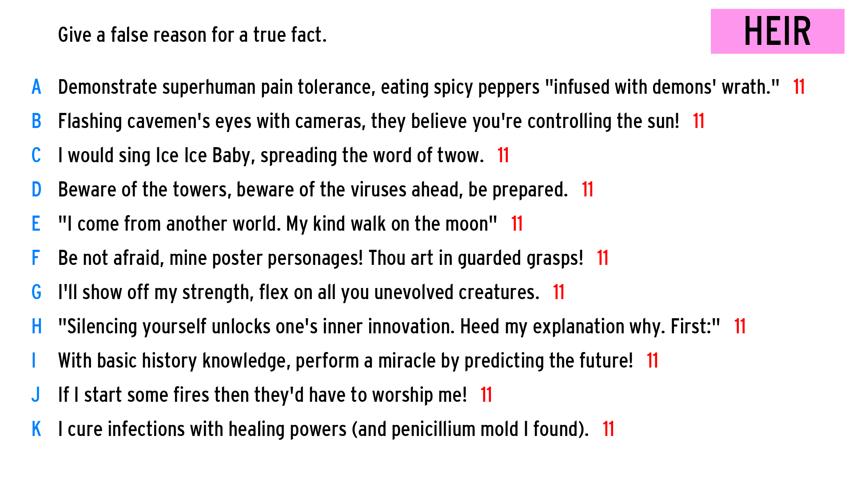 Give a false reason for a true fact.
HEIR
A Demonstrate superhuman pain tolerance, eating spicy peppers "infused with demons' wrath." 11
B Flashing cavemen's eyes with cameras, they believe you're controlling the sun! 11
C I would sing Ice Ice Baby, spreading the word of twow. 11
D Beware of the towers, beware of the viruses ahead, be prepared. 11
E "I come from another world. My kind walk on the moon" 11
F Be not afraid, mine poster personages! Thou art in guarded grasps! 11
G I'll show off my strength, flex on all you unevolved creatures. 11
H "Silencing yourself unlocks one's inner innovation. Heed my explanation why. First:" 11
I With basic history knowledge, perform a miracle by predicting the future! 11
J If I start some fires then they'd have to worship me! 11
K I cure infections with healing powers (and penicillium mold I found). 11